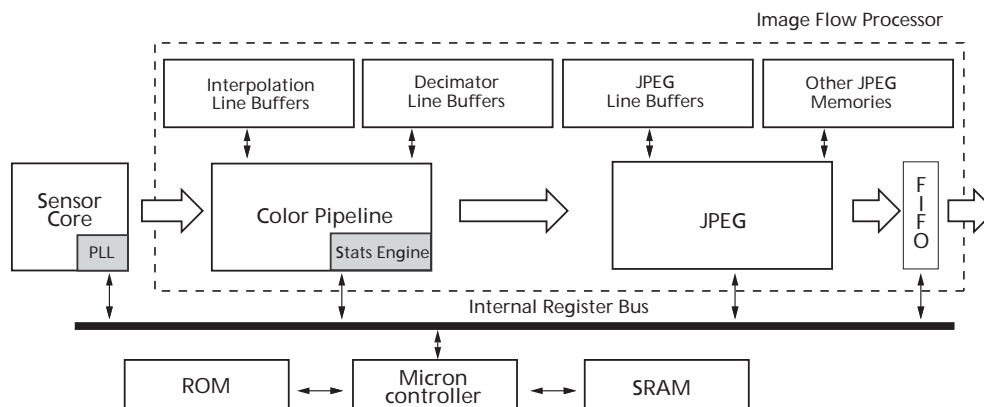 Image Flow Processor
Interpolation
Line Buffers
Decimator
Line Buffers
JPEG
Line Buffers
Other JPEG
Memories
Sensor
Core
PLL
Color Pipeline
Stats Engine
JPEG
F
I
F
O
Internal Register Bus
ROM
Micron
controller
SRAM